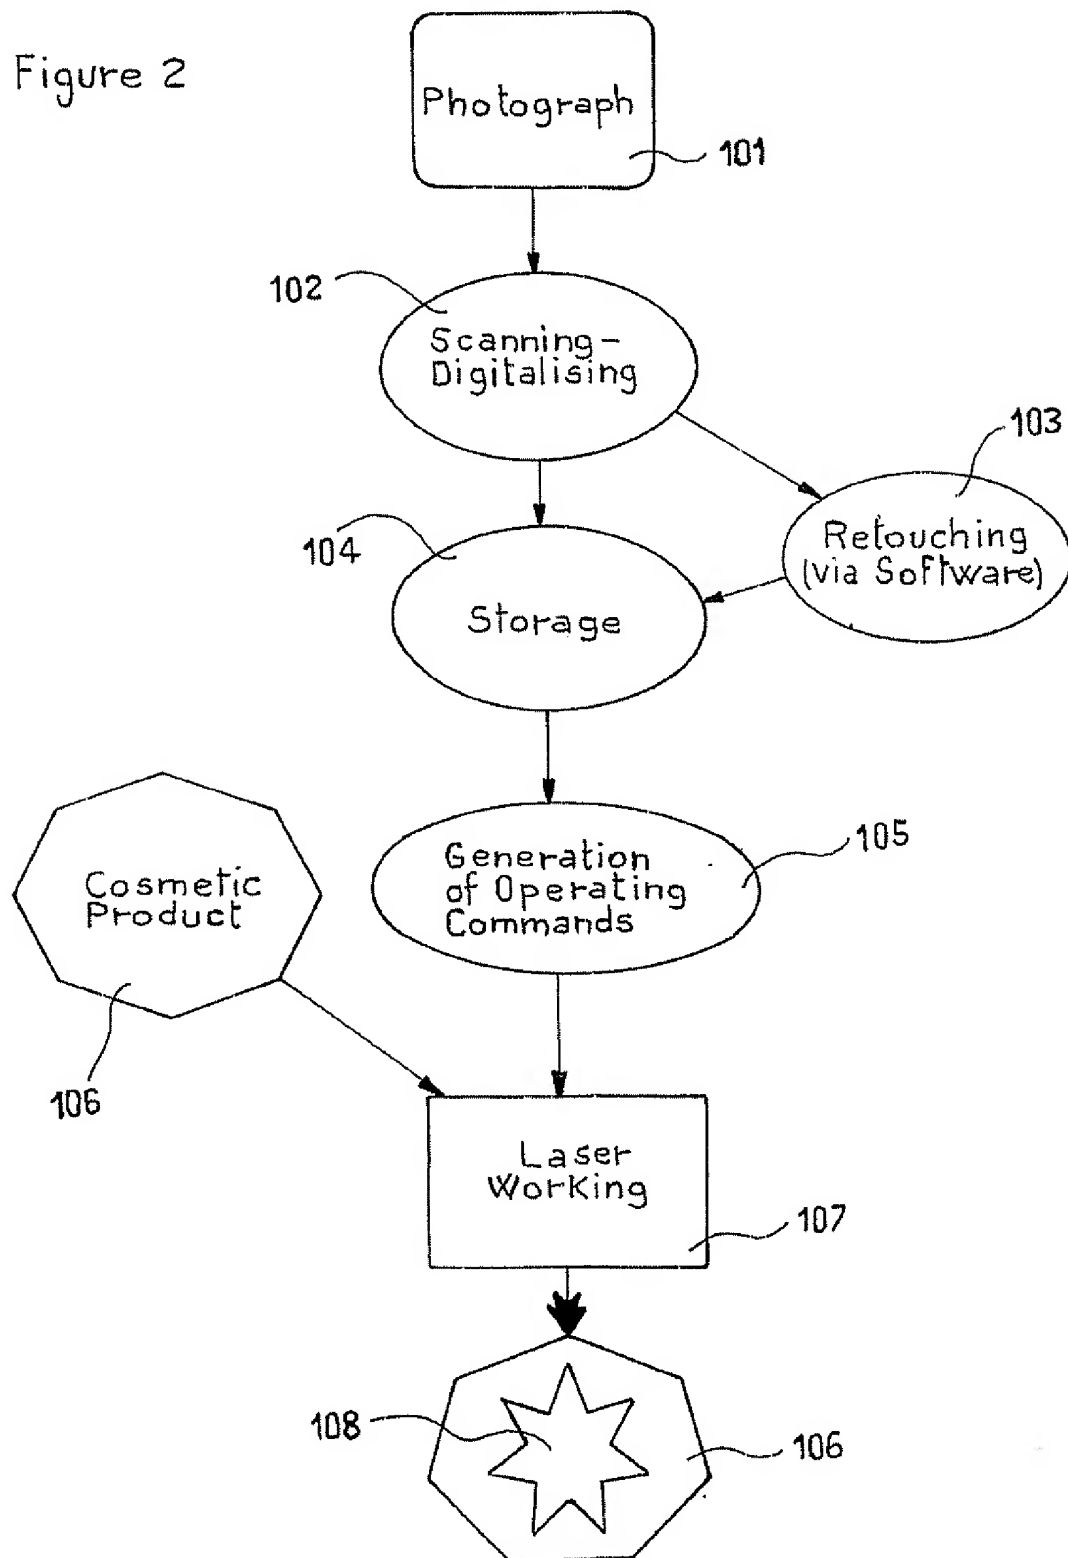 Figure 2
Photograph
101
102
Scanning-
Digitalising
103
Retouching
(via Software)
104
Storage
105
Generation
of Operating
Commands
Cosmetic
Product
106
Laser
Working
107
108
106